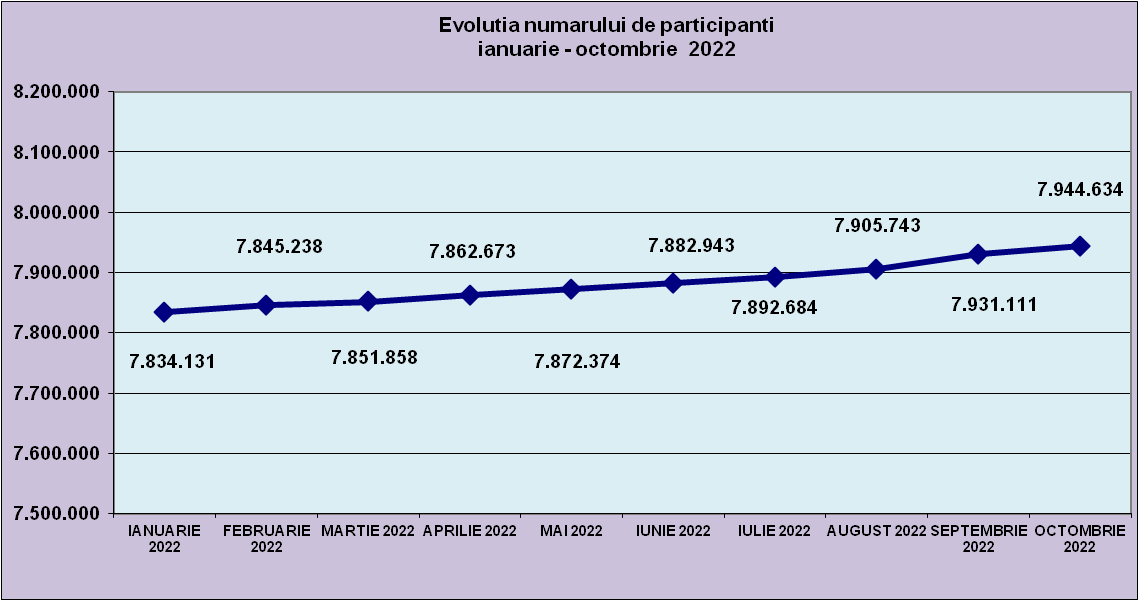 Evolutia numarului de participanti
ianuarie - octombrie 2022
8.200.000
8.100.000
8.000.000
7.900.000
7.800.000
7.700.000
7.600.000
7.500.000
7.834.131
7.845.238
7.851.858
7.862.673
7.872.374
7.882.943
7.892.684
7.905.743
7.931.111
7.944.634
IANUARIE
2022
FEBRUARIE
2022
MARTIE 2022
APRILIE 2022
MAI 2022
IUNIE 2022
IULIE 2022
AUGUST 2022
SEPTEMBRIE
2022
OCTOMBRIE
2022